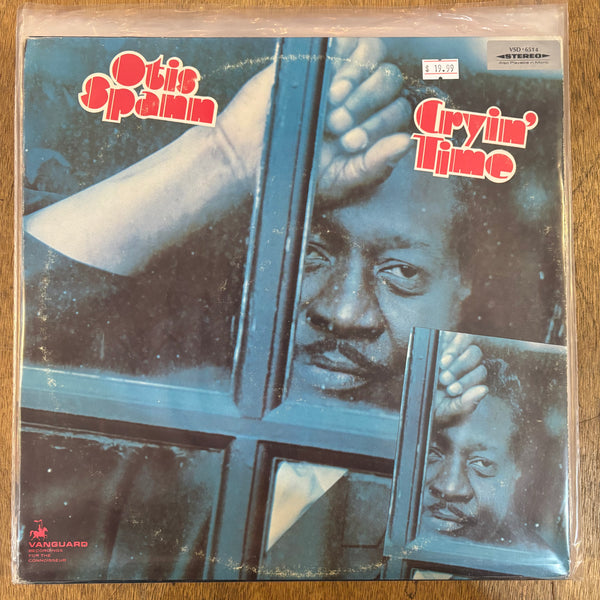 Otis
Spann
$ 19.99
VSD • 6514
STEREO
Also Playable in Mono
Cryin'
Time
VANGUARD
RECORDINGS
FOR THE
CONNOISSEUR